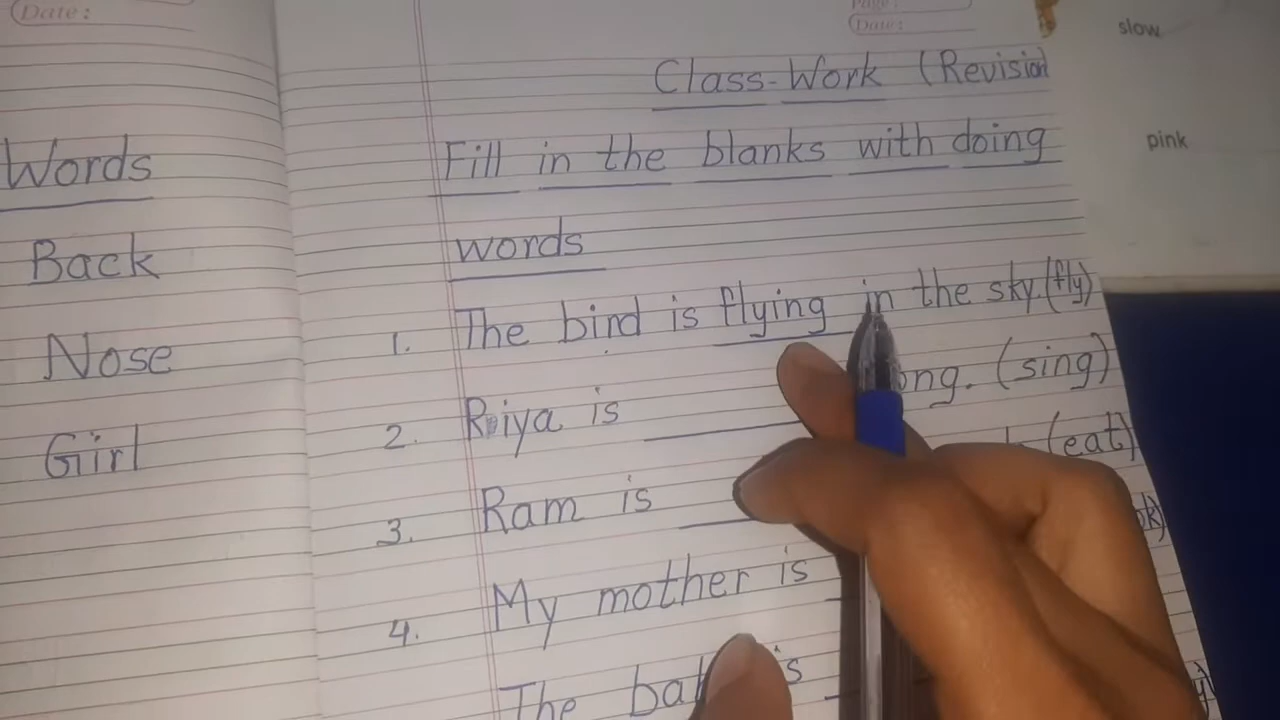 Date:
Words
Back
Nose
Girl
Page:
Date:
Class-Work (Revision
Fill in the blanks with doing
words
1. The bird is flying in the sky. (fly)
2. Riya is ong. (sing)
3. Ram is (eat)
4. My mother is
The is
slow
pink